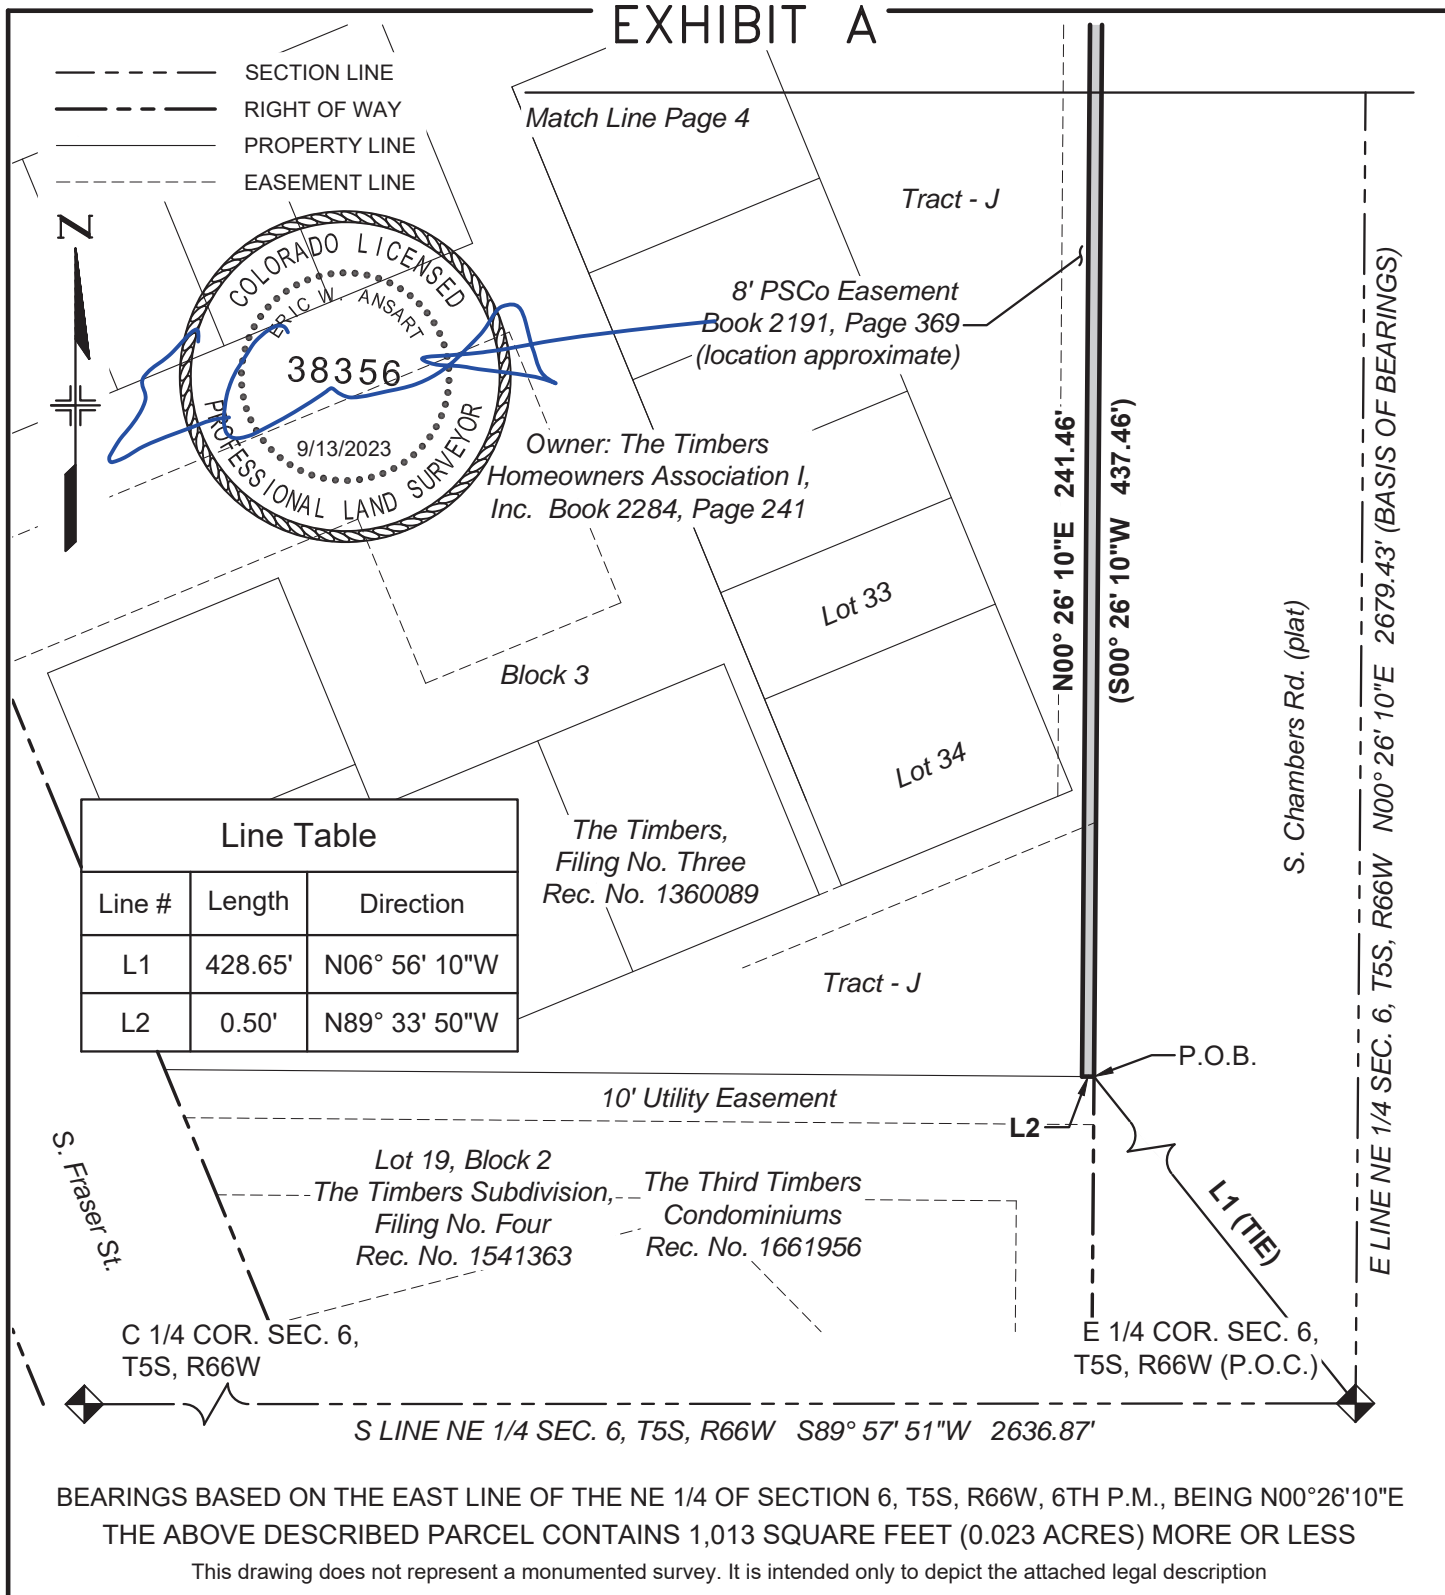 EXHIBIT A
SECTION LINE
RIGHT OF WAY
PROPERTY LINE
EASEMENT LINE
Match Line Page 4
N
Tract - J
COLORADO LICENSED
ERIC W. ANSART
38356
9/13/2023
PROFESSIONAL LAND SURVEYOR
8' PSCo Easement
Book 2191, Page 369
(location approximate)
Owner: The Timbers
Homeowners Association I,
Inc. Book 2284, Page 241
N00° 26' 10"E 241.46'
(S00° 26' 10"W 437.46')
E LINE NE 1/4 SEC. 6, T5S, R66W N00° 26' 10"E 2679.43' (BASIS OF BEARINGS)
S. Chambers Rd. (plat)
Lot 33
Block 3
Lot 34
The Timbers,
Filing No. Three
Rec. No. 1360089
Line Table
Line # Length Direction
L1 428.65' N06° 56' 10"W
L2 0.50' N89° 33' 50"W
Tract - J
P.O.B.
10' Utility Easement
L2
S. Fraser St.
Lot 19, Block 2
The Timbers Subdivision,
Filing No. Four
Rec. No. 1541363
The Third Timbers
Condominiums
Rec. No. 1661956
L1 (TIE)
C 1/4 COR. SEC. 6,
T5S, R66W
E 1/4 COR. SEC. 6,
T5S, R66W (P.O.C.)
S LINE NE 1/4 SEC. 6, T5S, R66W S89° 57' 51"W 2636.87'
BEARINGS BASED ON THE EAST LINE OF THE NE 1/4 OF SECTION 6, T5S, R66W, 6TH P.M., BEING N00°26'10"E
THE ABOVE DESCRIBED PARCEL CONTAINS 1,013 SQUARE FEET (0.023 ACRES) MORE OR LESS
This drawing does not represent a monumented survey. It is intended only to depict the attached legal description